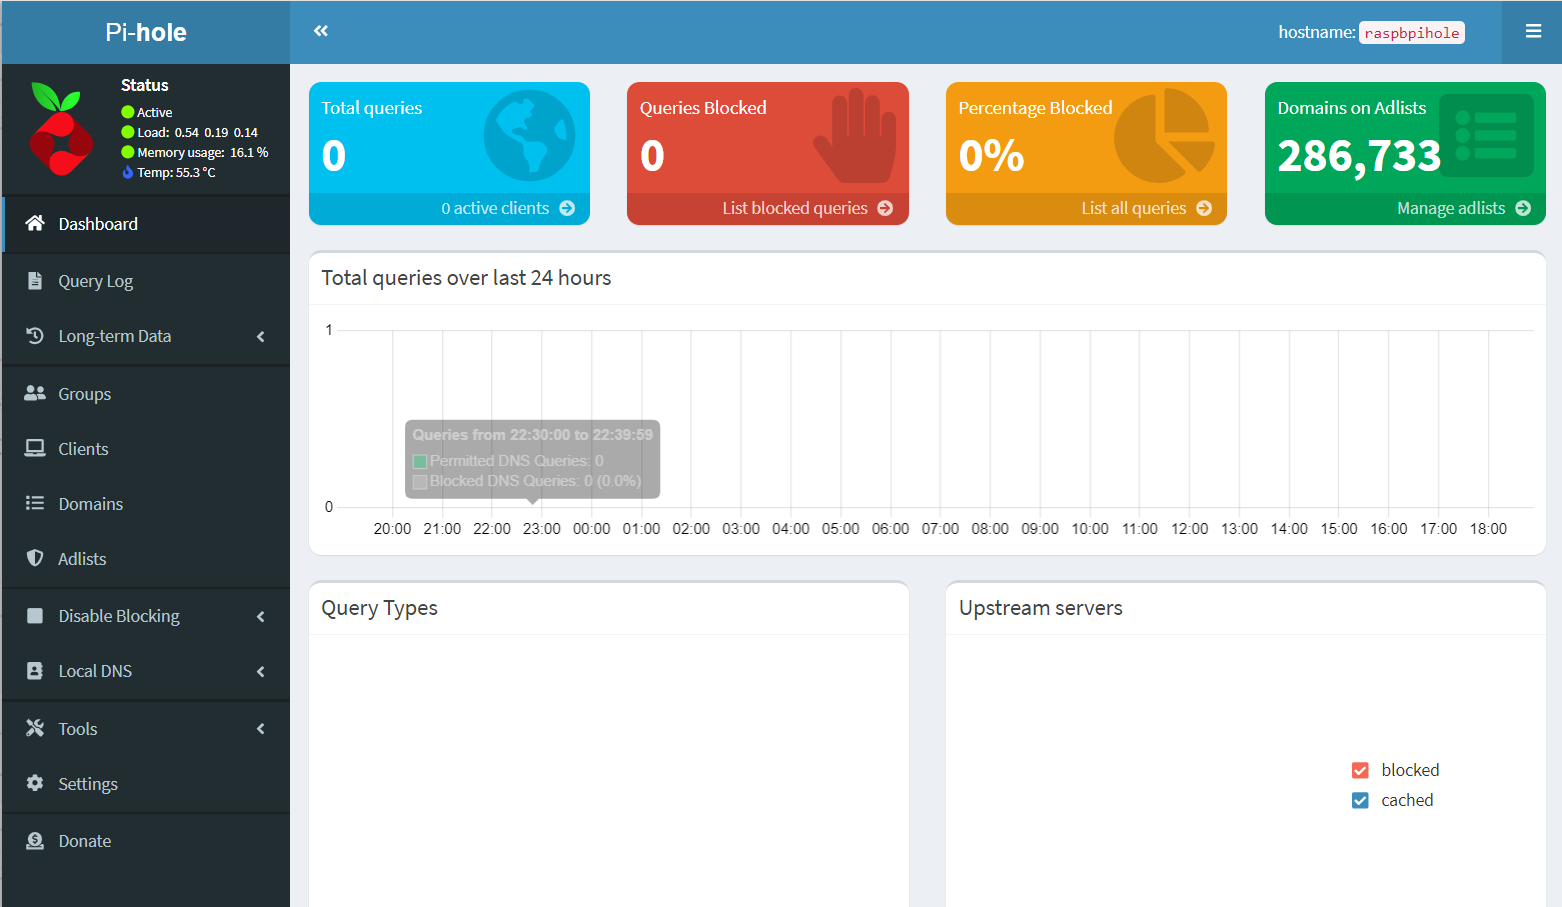 Pi-hole
hostname: raspbpihole
Status
Active
Load: 0.54 0.19 0.14
Memory usage: 16.1 %
Temp: 55.3 °C
Dashboard
Query Log
Long-term Data
Groups
Clients
Domains
Adlists
Disable Blocking
Local DNS
Tools
Settings
Donate
Total queries
0
0 active clients
Queries Blocked
0
List blocked queries
Percentage Blocked
0%
List all queries
Domains on Adlists
286,733
Manage adlists
Total queries over last 24 hours
1
0
Queries from 22:30:00 to 22:39:59
Permitted DNS Queries: 0
Blocked DNS Queries: 0 (0.0%)
20:00 21:00 22:00 23:00 00:00 01:00 02:00 03:00 04:00 05:00 06:00 07:00 08:00 09:00 10:00 11:00 12:00 13:00 14:00 15:00 16:00 17:00 18:00
Query Types
Upstream servers
blocked
cached